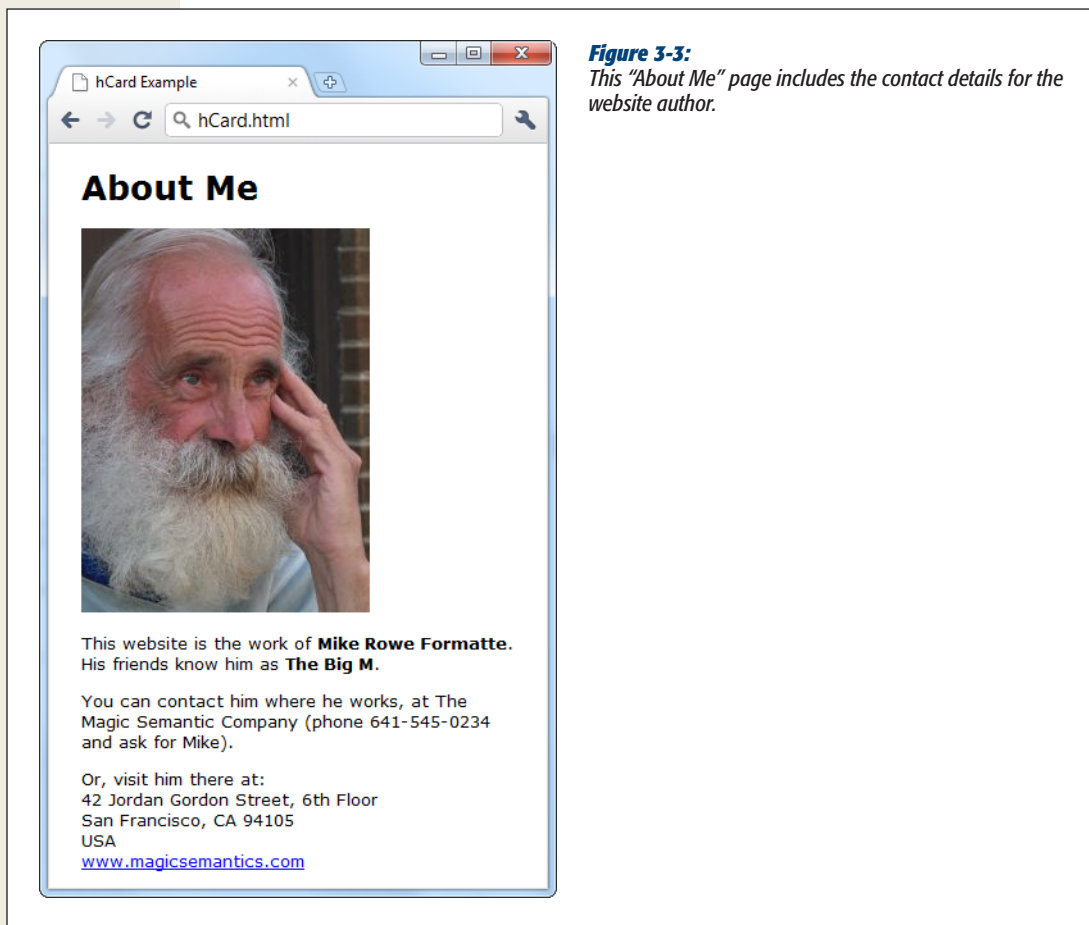 hCard Example
hCard.html
About Me
This website is the work of Mike Rowe Formatte.
His friends know him as The Big M.
You can contact him where he works, at The
Magic Semantic Company (phone 641-545-0234
and ask for Mike).
Or, visit him there at:
42 Jordan Gordon Street, 6th Floor
San Francisco, CA 94105
USA
www.magicsemantics.com
Figure 3-3:
This “About Me” page includes the contact details for the
website author.